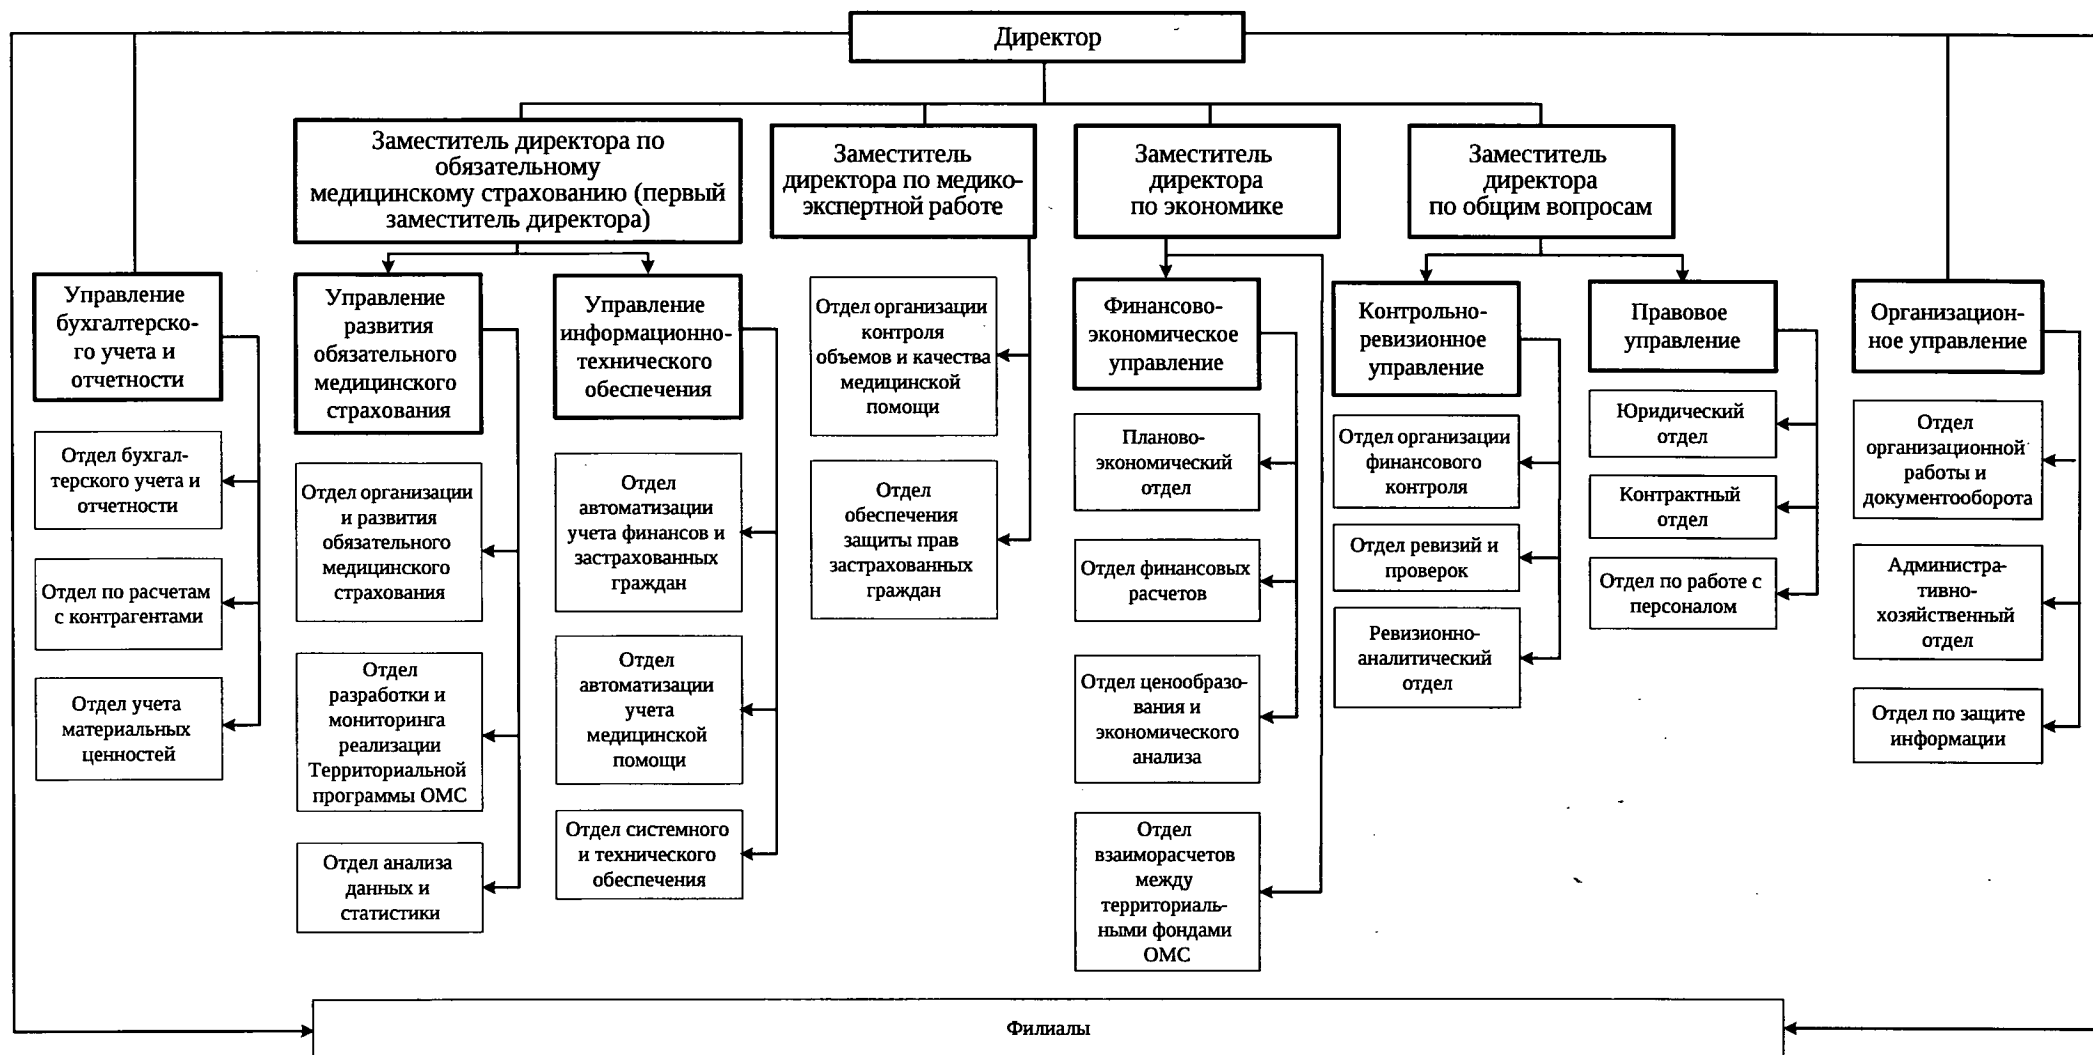 Директор
Заместитель директора по
обязательному
медицинскому страхованию (первый
заместитель директора)
Заместитель
директора по медико-
экспертной работе
Заместитель
директора
по экономике
Заместитель
директора
по общим вопросам
Управление
бухгалтерско-
го учета и
отчетности
Отдел бухгал-
терского учета и
отчетности
Отдел по расчетам
с контрагентами
Отдел учета
материальных
ценностей
Управление
развития
обязательного
медицинского
страхования
Отдел организации
и развития
обязательного
медицинского
страхования
Отдел
разработки и
мониторинга
реализации
Территориальной
программы ОМС
Отдел анализа
данных и
статистики
Управление
информационно-
технического
обеспечения
Отдел
автоматизации
учета финансов и
застрахованных
граждан
Отдел
автоматизации
учета
медицинской
помощи
Отдел системного
и технического
обеспечения
Отдел организации
контроля
объемов и качества
медицинской
помощи
Отдел
обеспечения
защиты прав
застрахованных
граждан
Финансово-
экономическое
управление
Планово-
экономический
отдел
Отдел финансовых
расчетов
Отдел ценообразо-
вания и
экономического
анализа
Отдел
взаиморасчетов
между
территориаль-
ными фондами
ОМС
Контрольно-
ревизионное
управление
Отдел организации
финансового
контроля
Отдел ревизий и
проверок
Ревизионно-
аналитический
отдел
Правовое
управление
Юридический
отдел
Контрактный
отдел
Отдел по работе с
персоналом
Организацион-
ное управление
Отдел
организационной
работы и
документооборота
Администра-
тивно-
хозяйственный
отдел
Отдел по защите
информации
Филиалы